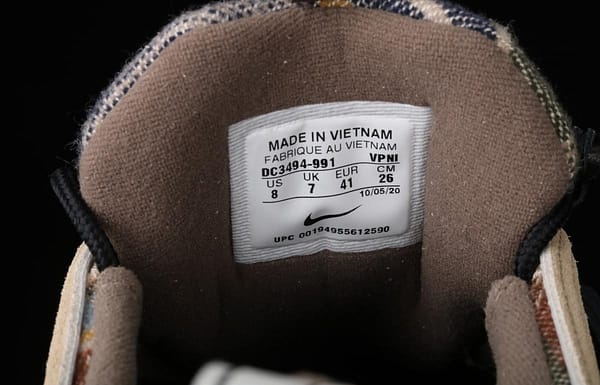 MADE IN VIETNAM
FABRIQUE AU VIETNAM
DC3494-991 VPNI
US UK EUR CM
8 7 41 26
10/05/20
UPC 00194955612590